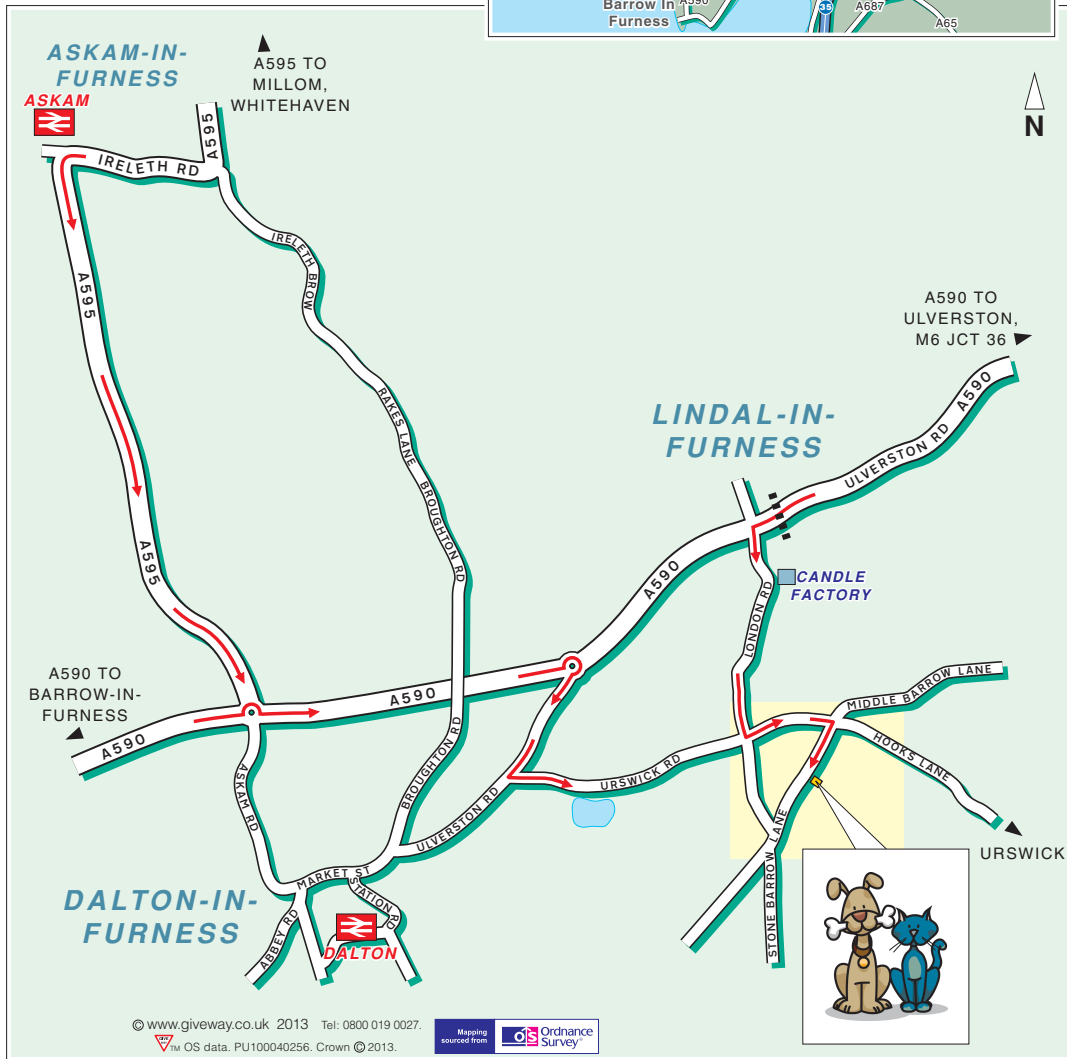 Barrow In
Furness
A590
35
A687
A65
ASKAM-IN-
FURNESS
ASKAM
A595 TO
MILLOM,
WHITEHAVEN
N
A595
IRELETH RD
IRELETH BROW
A595
A590 TO
ULVERSTON,
M6 JCT 36
A590
ULVERSTON RD
LINDAL-IN-
FURNESS
RAKES LANE
BROUGHTON RD
A595
A590
CANDLE
FACTORY
LONDON RD
A590 TO
BARROW-IN-
FURNESS
A590
A590
MIDDLE BARROW LANE
HOOKS LANE
BROUGHTON RD
ASKAM RD
URSWICK RD
ULVERSTON RD
URSWICK
MARKET ST
STATION RD
STONE BARROW LANE
DALTON-IN-
FURNESS
ABBEY RD
DALTON
© www.giveway.co.uk 2013 Tel: 0800 019 0027.
GIVE WAY
TM OS data. PU100040256. Crown © 2013.
Mapping
sourced from
OS
Ordnance
Survey®